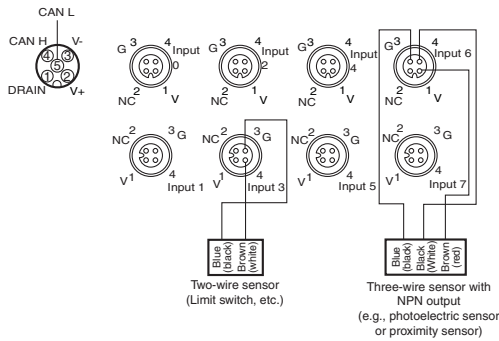 CAN L
CAN H
V-
4
3
5
1
2
DRAIN
V+
G 3
4
Input
0
2
NC
1
V
G 3
4
Input
2
2
NC
1
V
G 3
4
Input
4
2
NC
1
V
G 3
4
Input 6
2
NC
1
V
NC 2
3 G
V 1
4
Input 1
NC 2
3 G
V 1
4
Input 3
NC 2
3 G
V 1
4
Input 5
NC 2
3 G
V 1
4
Input 7
Blue
(black)
Brown
(white)
Two-wire sensor
(Limit switch, etc.)
Blue
(black)
Black
(White)
Brown
(red)
Three-wire sensor with
NPN output
(e.g., photoelectric sensor
or proximity sensor)